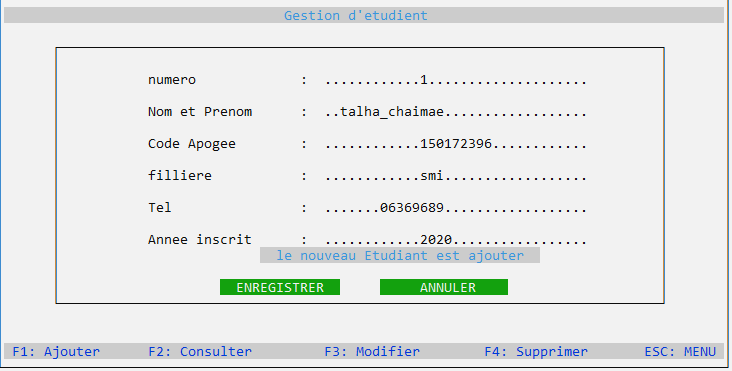 Gestion d'etudient
numero : ............1....................
Nom et Prenom : ..talha_chaimae..................
Code Apogee : ............150172396............
filliere : ............smi..................
Tel : .......06369689..................
Annee inscrit : ............2020.................
le nouveau Etudiant est ajouter
ENREGISTRER ANNULER
F1: Ajouter F2: Consulter F3: Modifier F4: Supprimer ESC: MENU